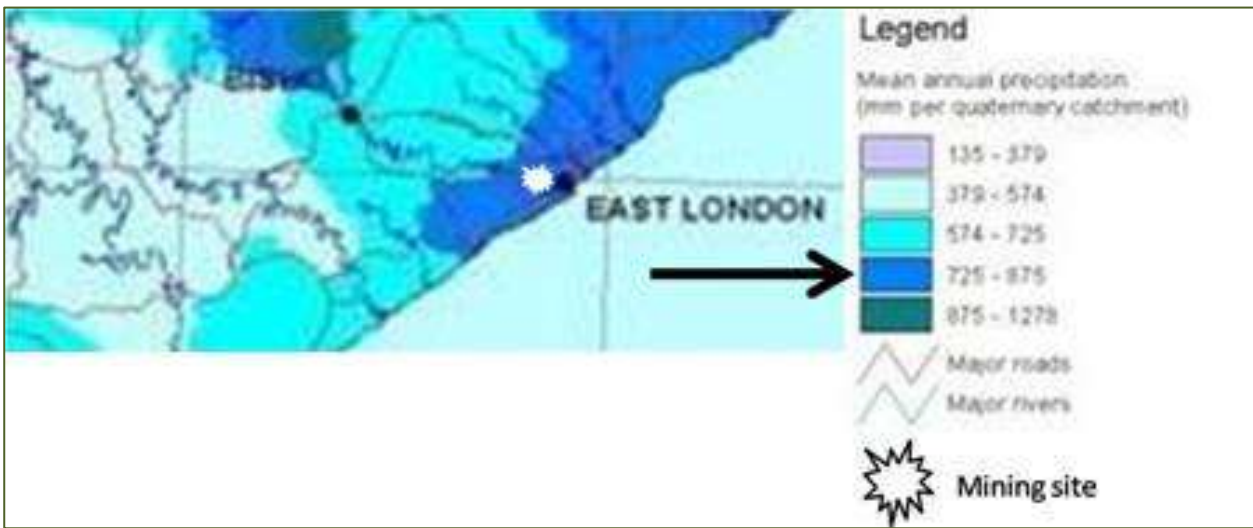 BISHO
EAST LONDON
Legend
Mean annual precipitation
(mm per quaternary catchment)
135 - 379
379 - 574
574 - 725
725 - 875
875 - 1278
Major roads
Major rivers
Mining site